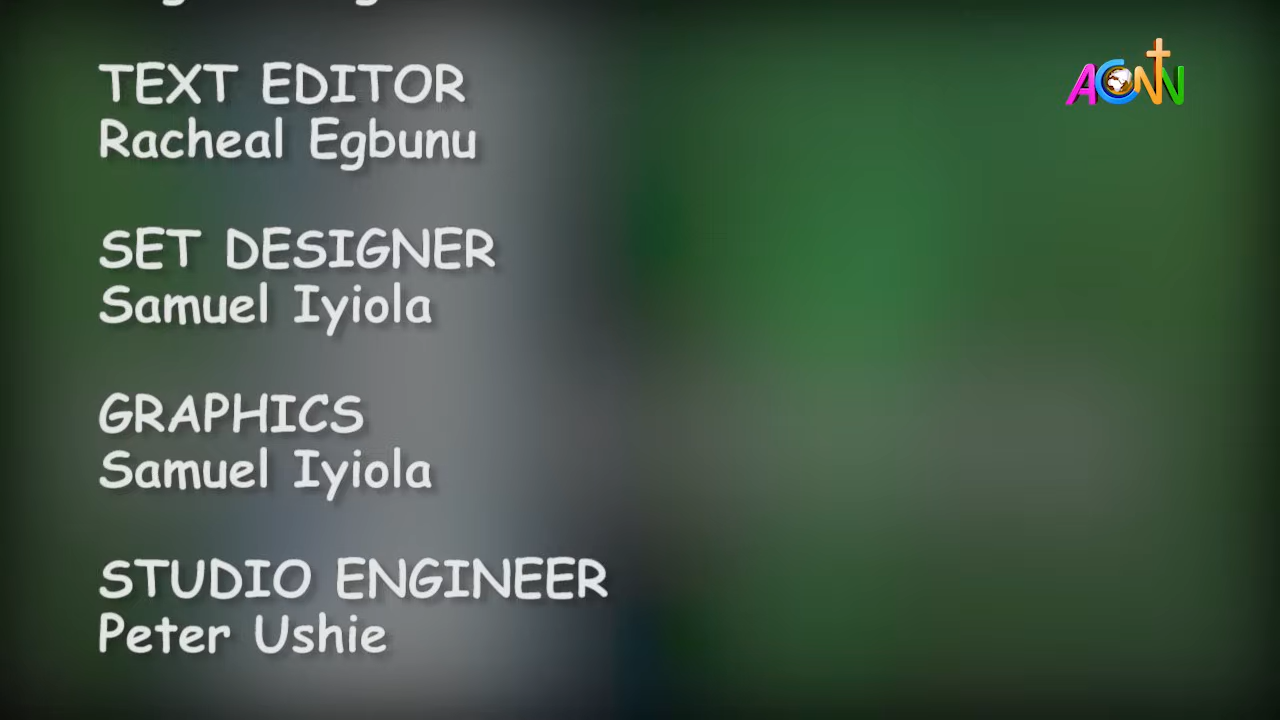 ACNN
TEXT EDITOR
Racheal Egbunu
SET DESIGNER
Samuel Iyiola
GRAPHICS
Samuel Iyiola
STUDIO ENGINEER
Peter Ushie